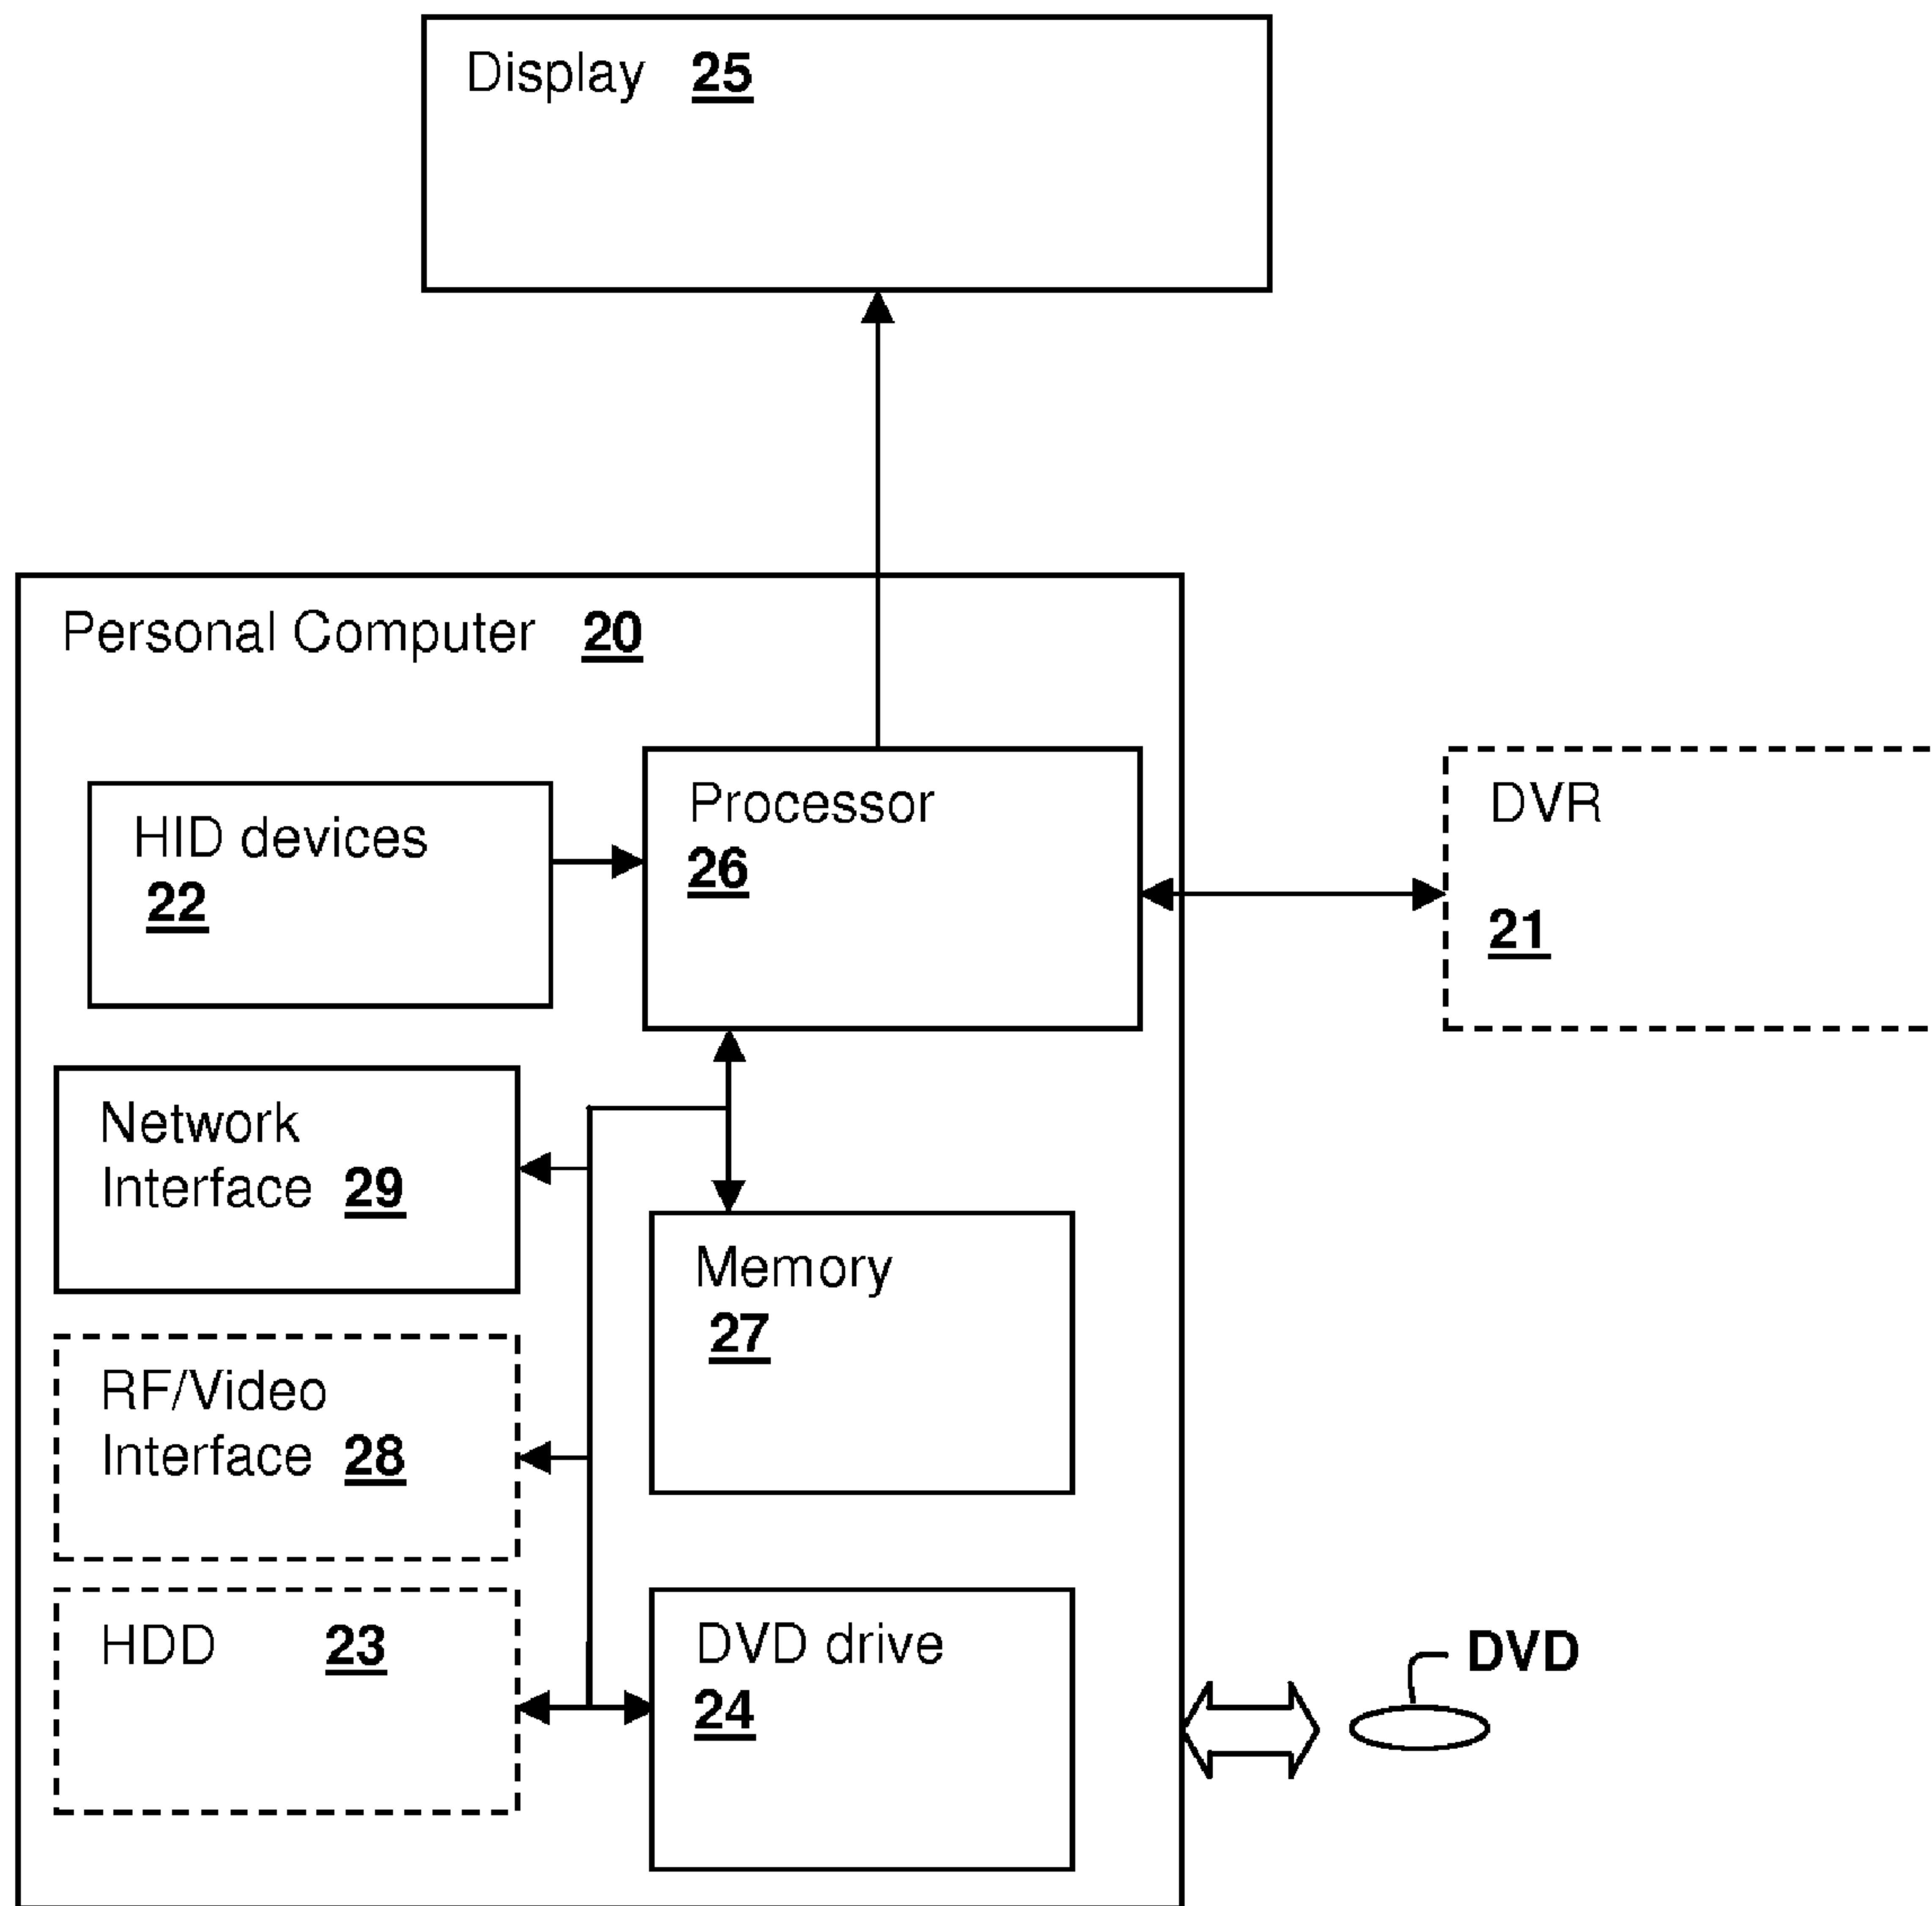 Display 25
Personal Computer 20
HID devices
22
Processor
26
DVR
21
Network
Interface 29
Memory
27
RF/Video
Interface 28
HDD 23
DVD drive
24
DVD